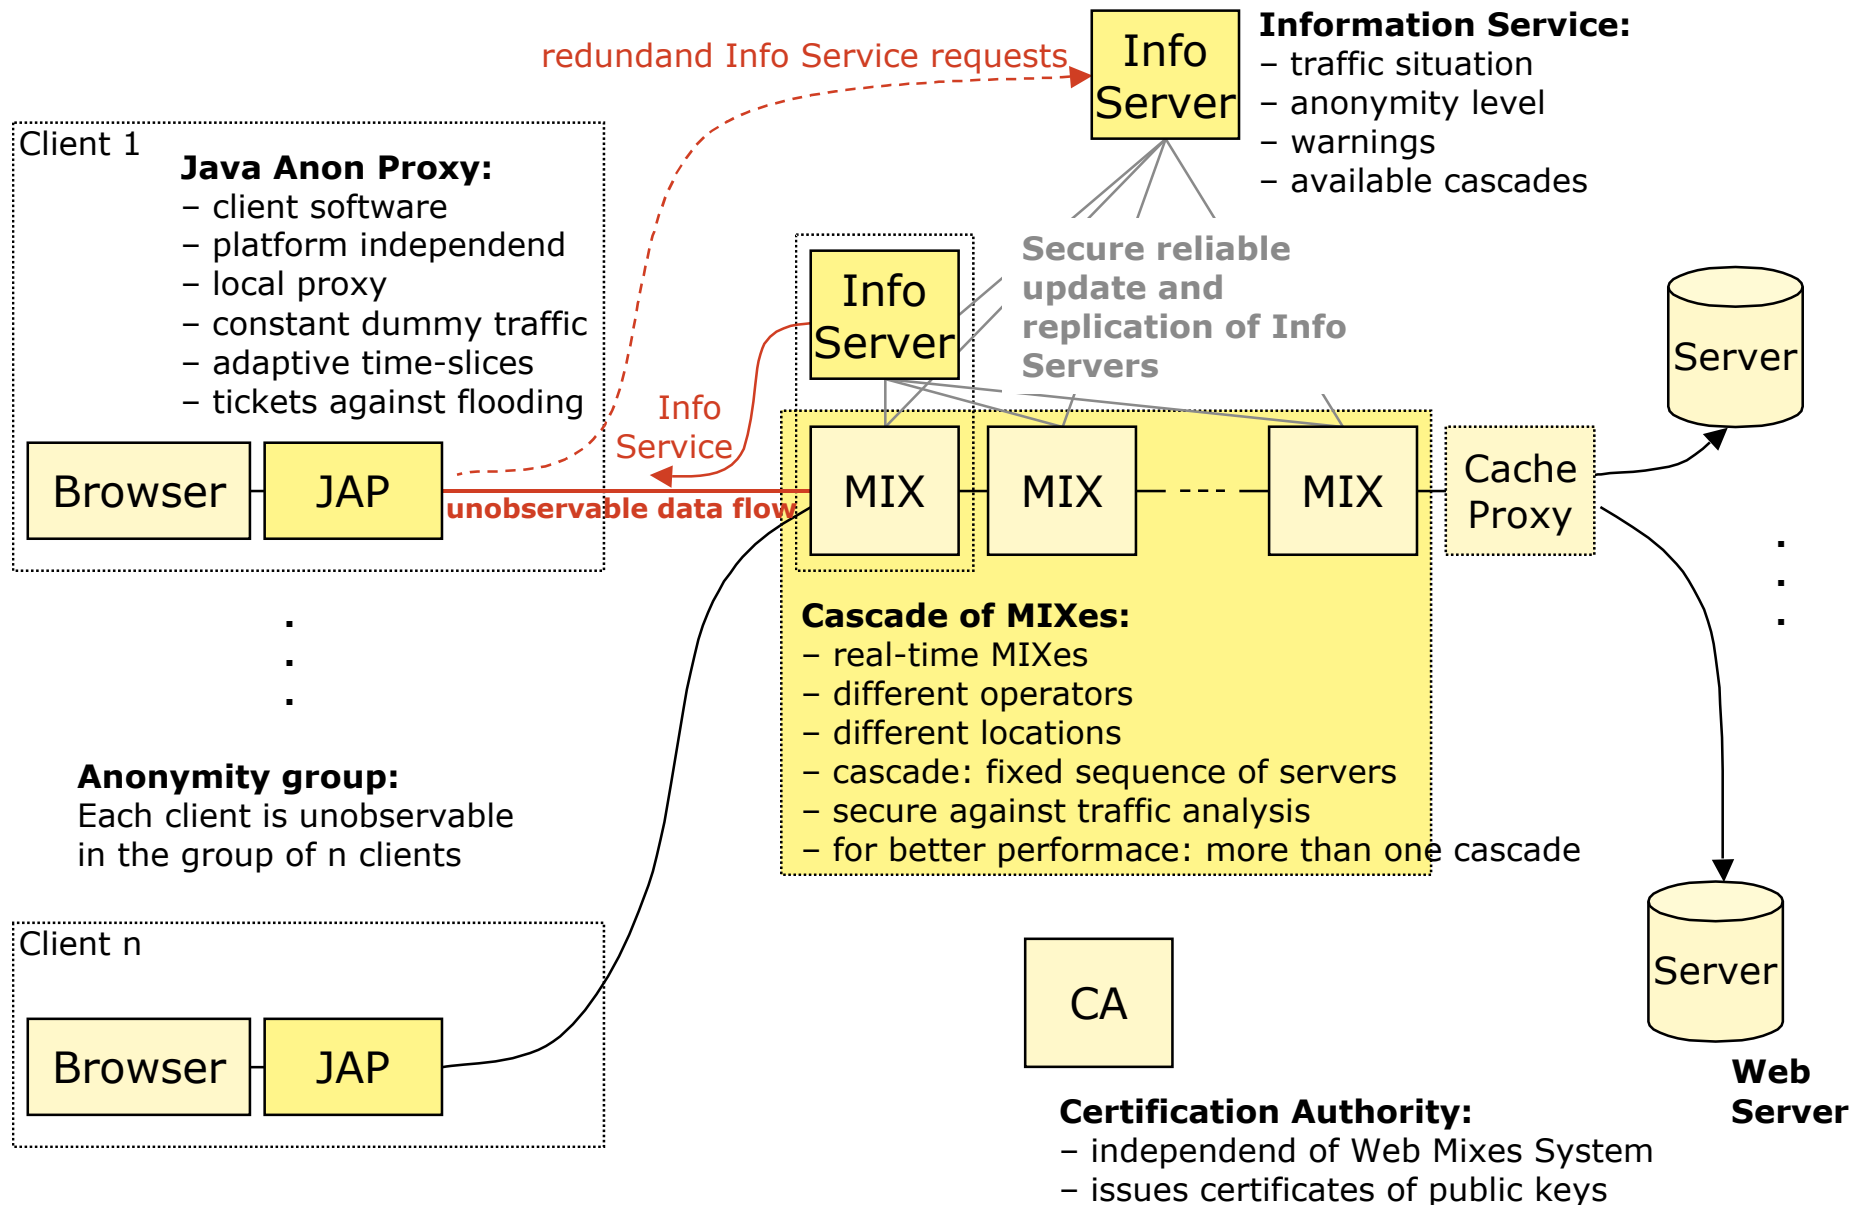 redundand Info Service requests
Info
Server
Information Service:
– traffic situation
– anonymity level
– warnings
– available cascades
Client 1
Java Anon Proxy:
– client software
– platform independend
– local proxy
– constant dummy traffic
– adaptive time-slices
– tickets against flooding
Browser
JAP
Info
Service
unobservable data flow
Info
Server
Secure reliable
update and
replication of Info
Servers
MIX
MIX
MIX
Cache
Proxy
Server
.
.
.
Cascade of MIXes:
– real-time MIXes
– different operators
– different locations
– cascade: fixed sequence of servers
– secure against traffic analysis
– for better performace: more than one cascade
.
.
.
Anonymity group:
Each client is unobservable
in the group of n clients
Client n
Browser
JAP
CA
Certification Authority:
– independend of Web Mixes System
– issues certificates of public keys
Server
Web
Server